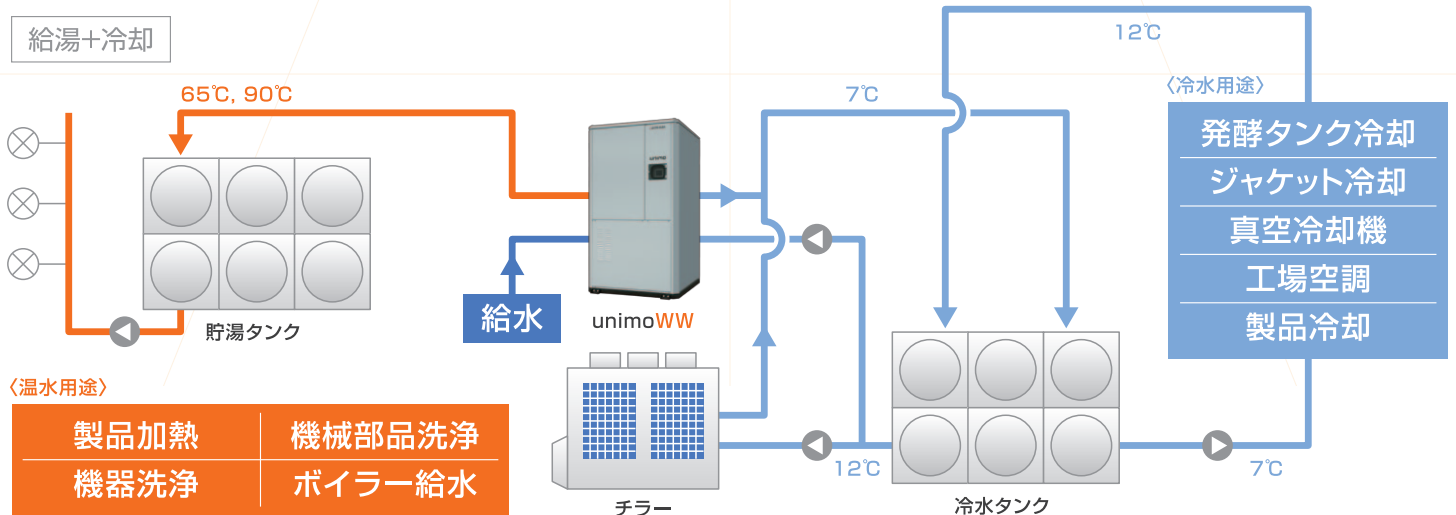 給湯+冷却
12℃
65℃, 90℃
7℃
〈冷水用途〉
発酵タンク冷却
ジャケット冷却
真空冷却機
工場空調
製品冷却
給水
unimoWW
貯湯タンク
〈温水用途〉
製品加熱
機械部品洗浄
機器洗浄
ボイラー給水
12℃
7℃
チラー
冷水タンク